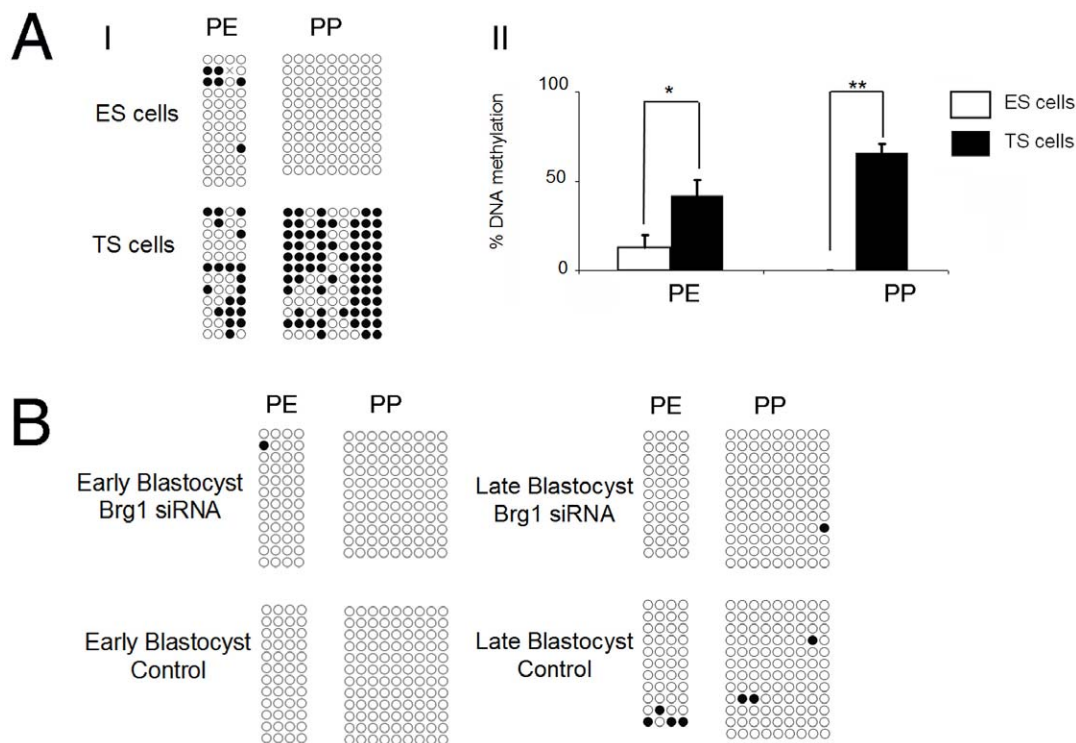 A
I
PE
PP
ES cells
TS cells
II
100
50
0
% DNA methylation
*
**
PE
PP
ES cells
TS cells
B
PE
PP
PE
PP
Early Blastocyst
Brg1 siRNA
Late Blastocyst
Brg1 siRNA
Early Blastocyst
Control
Late Blastocyst
Control